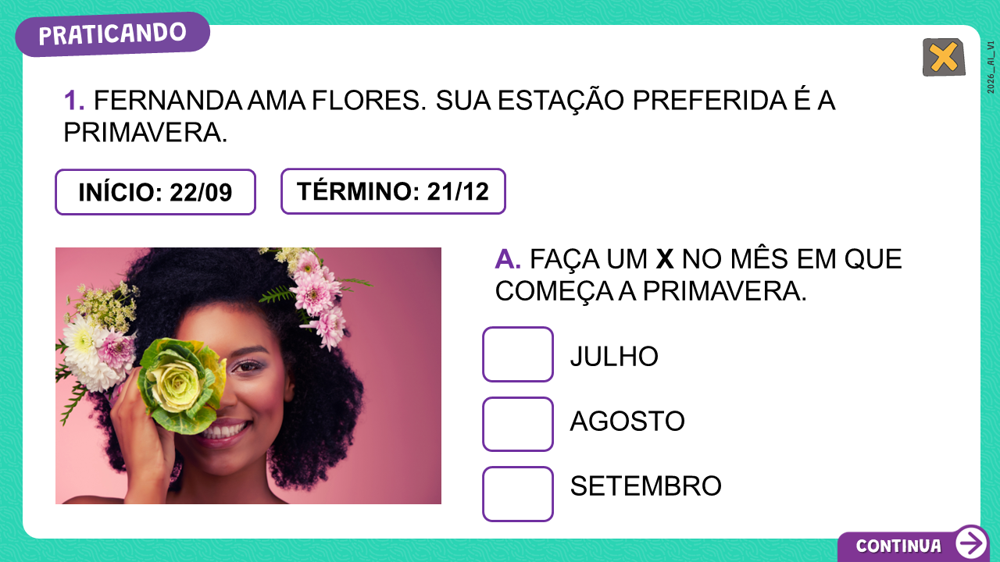 PRATICANDO
2026_AI_V1
1. FERNANDA AMA FLORES. SUA ESTAÇÃO PREFERIDA É A
PRIMAVERA.
INÍCIO: 22/09
TÉRMINO: 21/12
A. FAÇA UM X NO MÊS EM QUE
COMEÇA A PRIMAVERA.
JULHO
AGOSTO
SETEMBRO
CONTINUA